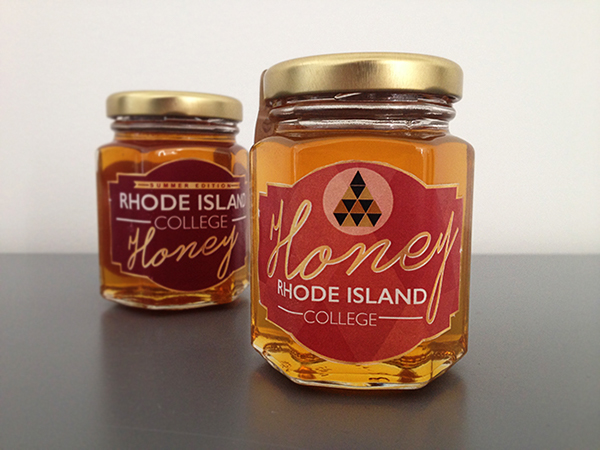 SUMMER EDITION
RHODE ISLAND
COLLEGE
Honey
Honey
RHODE ISLAND
COLLEGE